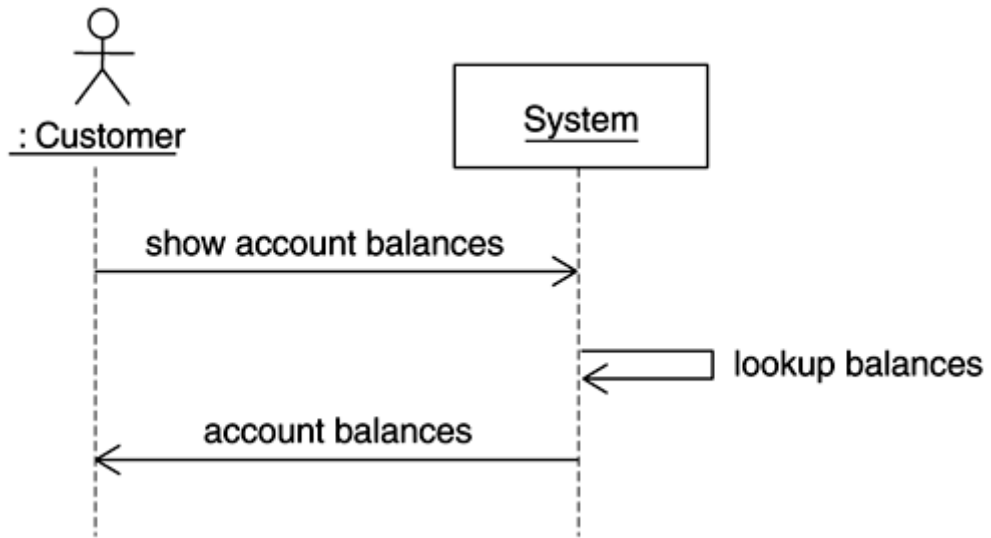 : Customer
System
show account balances
lookup balances
account balances